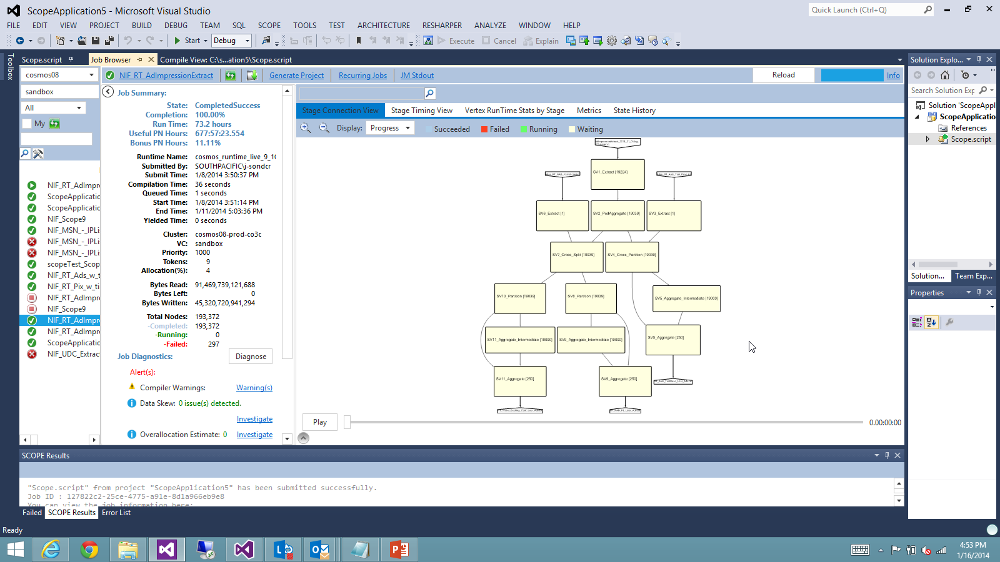 ScopeApplication5 - Microsoft Visual Studio
Quick Launch (Ctrl+Q)
FILE EDIT VIEW PROJECT BUILD DEBUG TEAM SQL SCOPE TOOLS TEST ARCHITECTURE RESHARPER ANALYZE WINDOW HELP
Start Debug Execute Cancel Explain
Toolbox
Scope.script Job Browser Compile View: C:\s...ation5\Scope.script
cosmos08
sandbox
All
My
NIF_RT_AdImpre
ScopeApplicatic
ScopeApplicatic
NIF_Scope9
NIF_MSN_-_IPLi
NIF_MSN_-_IPLi
NIF_MSN_-_IPLi
scopeTest_Scop
NIF_RT_Ads_w_t
NIF_RT_Pix_w_ti
NIF_RT_AdImpre
NIF_Scope9
NIF_RT_AdImpre
NIF_RT_AdImpre
ScopeApplicatic
NIF_UDC_Extrac
NIF_RT_AdImpressionExtract Generate Project Recurring Jobs JM Stdout Reload Info
Job Summary:
State: CompletedSuccess
Completion: 100.00%
Run Time: 73.2 hours
Useful PN Hours: 677:57:23.554
Bonus PN Hours: 11.11%
Runtime Name: cosmos_runtime_live_9_10
Submitted By: SOUTHPACIFIC\j-sondcr
Submit Time: 1/8/2014 3:50:37 PM
Compilation Time: 36 seconds
Queued Time: 1 seconds
Start Time: 1/8/2014 3:51:14 PM
End Time: 1/11/2014 5:03:36 PM
Yielded Time: 0 seconds
Cluster: cosmos08-prod-co3c
VC: sandbox
Priority: 1000
Tokens: 9
Allocation(%): 4
Bytes Read: 91,469,739,121,688
Bytes Left: 0
Bytes Written: 45,320,720,941,294
Total Nodes: 193,372
-Completed: 193,372
-Running: 0
-Failed: 297
Job Diagnostics: Diagnose
Alert(s):
Compiler Warnings: Warning(s)
Data Skew: 0 issue(s) detected.
Investigate
Overallocation Estimate: 0 Investigate
Stage Connection View Stage Timing View Vertex RunTime Stats by Stage Metrics State History
Display: Progress Succeeded Failed Running Waiting
SV1_Extract [19224]
SV6_Extract [1] SV2_PodAggregate [19039] SV3_Extract [1]
SV7_Cross_Split [19039] SV4_Cross_Partition [19039]
SV10_Partition [19039] SV8_Partition [19039] SV5_Aggregate_Intermediate [19000]
SV11_Aggregate_Intermediate [19000] SV9_Aggregate_Intermediate [19000] SV5_Aggregate [250]
SV11_Aggregate [250] SV9_Aggregate [250]
Play 0.00:00:00
Solution Explo...
Search Solution Exp
Solution 'ScopeAppl
ScopeApplicatio
References
Scope.script
Solution... Team Exp...
Properties
SCOPE Results
"Scope.script" from project "ScopeApplication5" has been submitted successfully.
Job ID : 127822c2-25ce-4775-a91e-8d1a966eb9e8
You can view the job information here:
Failed SCOPE Results Error List
Ready
4:53 PM
1/16/2014